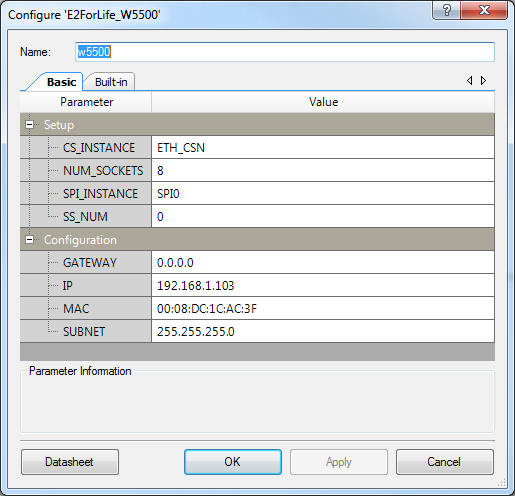 Configure 'E2ForLife_W5500'
?
Name: w5500
Basic Built-in
Parameter Value
Setup
CS_INSTANCE ETH_CSN
NUM_SOCKETS 8
SPI_INSTANCE SPI0
SS_NUM 0
Configuration
GATEWAY 0.0.0.0
IP 192.168.1.103
MAC 00:08:DC:1C:AC:3F
SUBNET 255.255.255.0
Parameter Information
Datasheet OK Apply Cancel